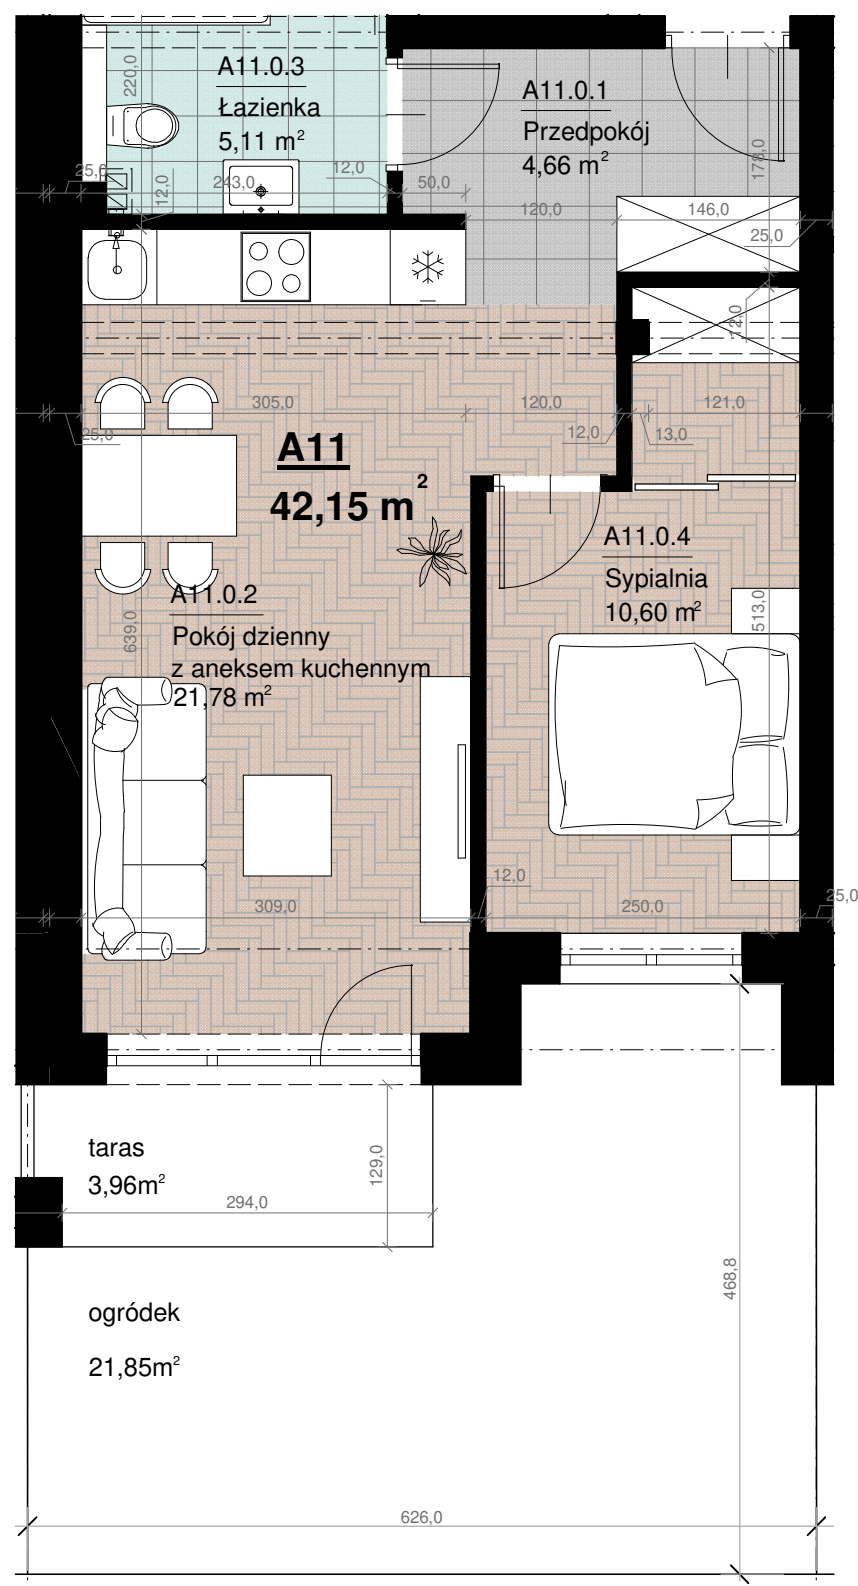 A11.0.3
Łazienka
5,11 m²
A11.0.1
Przedpokój
4,66 m²
220,0
178,0
25,0
12,0
243,0
12,0
50,0
120,0
146,0
25,0
12,0
305,0
120,0
121,0
25,0
12,0
13,0
A11
42,15 m²
A11.0.4
Sypialnia
10,60 m²
A11.0.2
Pokój dzienny
z aneksem kuchennym
21,78 m²
639,0
513,0
12,0
309,0
250,0
25,0
taras
3,96m²
129,0
294,0
468,8
ogródek
21,85m²
626,0